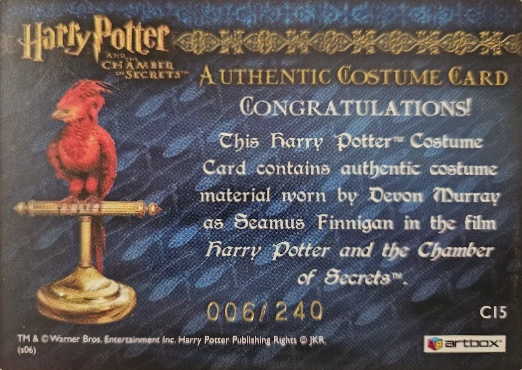 Harry Potter
AND THE
CHAMBER
OF SECRETS™
AUTHENTIC COSTUME CARD
CONGRATULATIONS!
This Harry Potter™ Costume
Card contains authentic costume
material worn by Devon Murray
as Seamus Finnigan in the film
Harry Potter and the Chamber
of Secrets™.
006/240
C15
TM & © Warner Bros. Entertainment Inc. Harry Potter Publishing Rights © JKR.
(s06)
artbox